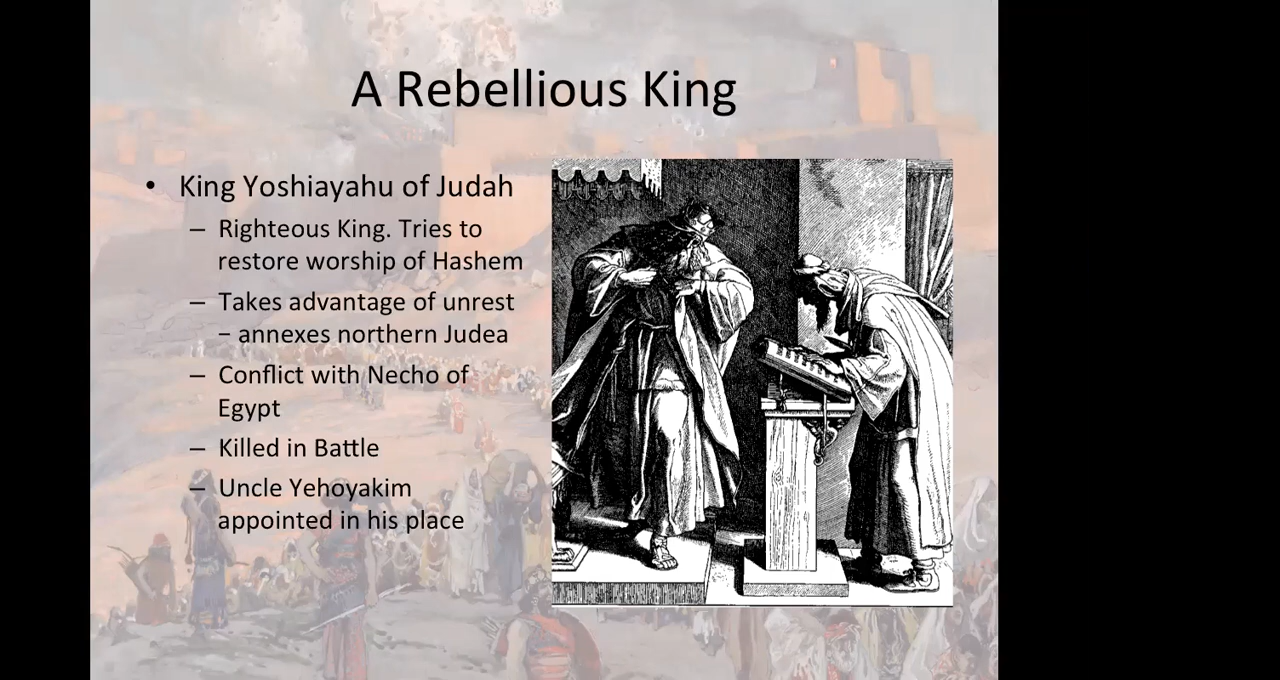 A Rebellious King
• King Yoshiayahu of Judah
– Righteous King. Tries to
restore worship of Hashem
– Takes advantage of unrest
– annexes northern Judea
– Conflict with Necho of
Egypt
– Killed in Battle
– Uncle Yehoyakim
appointed in his place